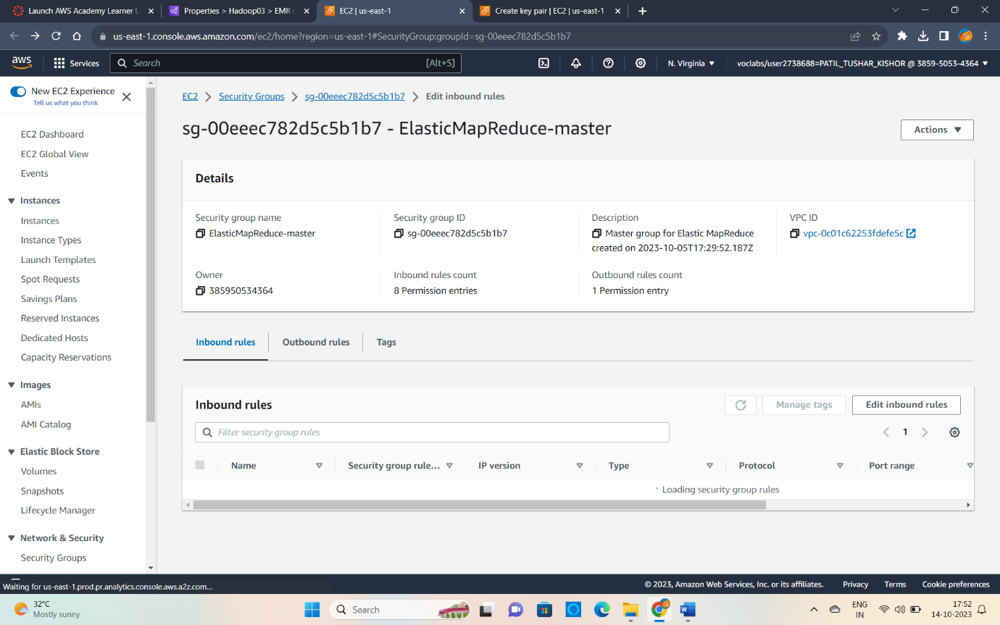 Launch AWS Academy Learner L
Properties > Hadoop03 > EMR
EC2 | us-east-1
Create key pair | EC2 | us-east-1
us-east-1.console.aws.amazon.com/ec2/home?region=us-east-1#SecurityGroup:groupId=sg-00eeec782d5c5b1b7
aws
Services
Search
[Alt+S]
N. Virginia
voclabs/user2738688=PATIL_TUSHAR_KISHOR @ 3859-5053-4364
New EC2 Experience
Tell us what you think
EC2 Dashboard
EC2 Global View
Events
Instances
Instances
Instance Types
Launch Templates
Spot Requests
Savings Plans
Reserved Instances
Dedicated Hosts
Capacity Reservations
Images
AMIs
AMI Catalog
Elastic Block Store
Volumes
Snapshots
Lifecycle Manager
Network & Security
Security Groups
EC2 > Security Groups > sg-00eeec782d5c5b1b7 > Edit inbound rules
sg-00eeec782d5c5b1b7 - ElasticMapReduce-master
Actions
Details
Security group name
ElasticMapReduce-master
Security group ID
sg-00eeec782d5c5b1b7
Description
Master group for Elastic MapReduce
created on 2023-10-05T17:29:52.187Z
VPC ID
vpc-0c01c62253fdefe5c
Owner
385950534364
Inbound rules count
8 Permission entries
Outbound rules count
1 Permission entry
Inbound rules
Outbound rules
Tags
Inbound rules
Manage tags
Edit inbound rules
Filter security group rules
1
Name
Security group rule...
IP version
Type
Protocol
Port range
Loading security group rules
Waiting for us-east-1.prod.pr.analytics.console.aws.a2z.com...
© 2023, Amazon Web Services, Inc. or its affiliates.
Privacy
Terms
Cookie preferences
32°C
Mostly sunny
Search
ENG
IN
17:52
14-10-2023